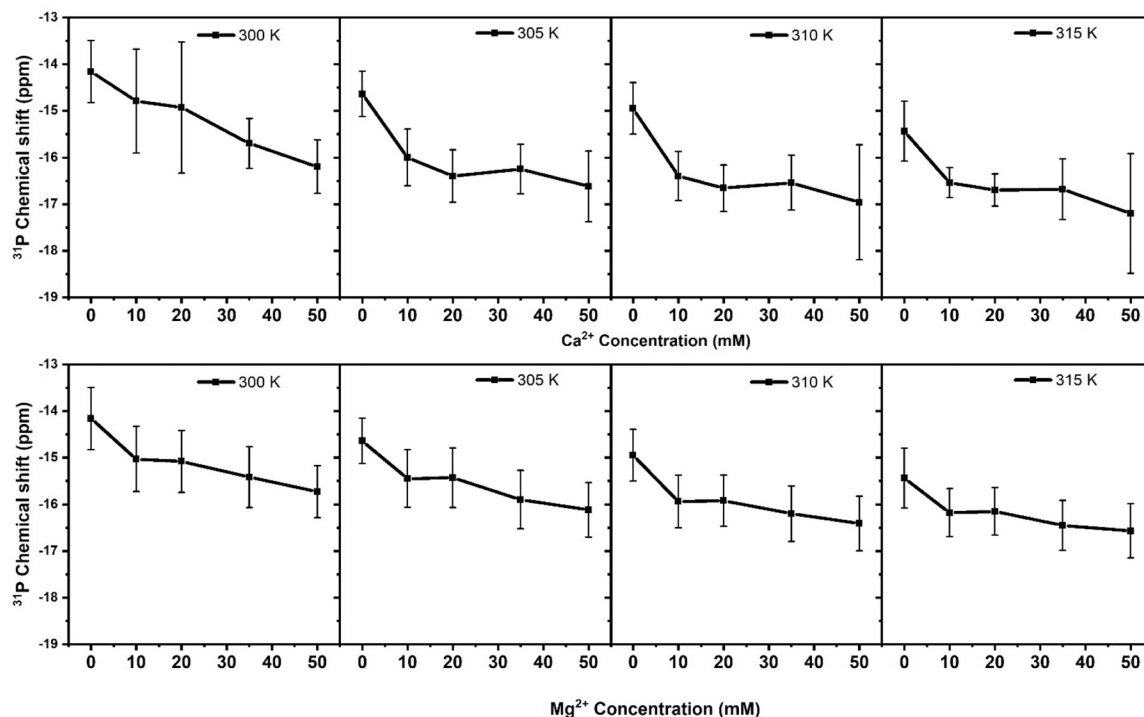 -13
-14
-15
-16
-17
-18
-19
³¹P Chemical shift (ppm)
300 K
305 K
310 K
315 K
0 10 20 30 40 50
0 10 20 30 40 50
0 10 20 30 40 50
0 10 20 30 40 50
Ca²⁺ Concentration (mM)
-13
-14
-15
-16
-17
-18
-19
³¹P Chemical shift (ppm)
300 K
305 K
310 K
315 K
0 10 20 30 40 50
0 10 20 30 40 50
0 10 20 30 40 50
0 10 20 30 40 50
Mg²⁺ Concentration (mM)